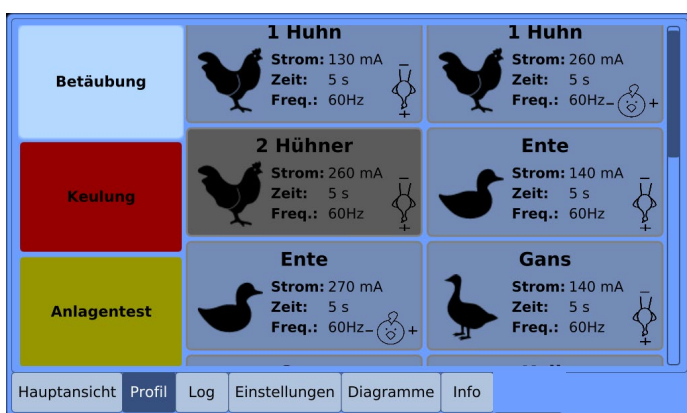 Betäubung
Keulung
Anlagentest
1 Huhn
Strom: 130 mA
Zeit: 5 s
Freq.: 60Hz
1 Huhn
Strom: 260 mA
Zeit: 5 s
Freq.: 60Hz
2 Hühner
Strom: 260 mA
Zeit: 5 s
Freq.: 60Hz
Ente
Strom: 140 mA
Zeit: 5 s
Freq.: 60Hz
Ente
Strom: 270 mA
Zeit: 5 s
Freq.: 60Hz
Gans
Strom: 140 mA
Zeit: 5 s
Freq.: 60Hz
Hauptansicht Profil Log Einstellungen Diagramme Info